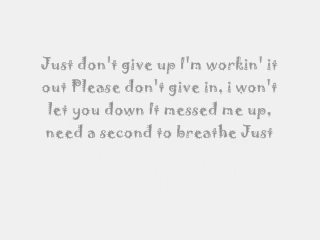 Just don't give up I'm workin' it
out Please don't give in, i won't
let you down It messed me up,
need a second to breathe Just